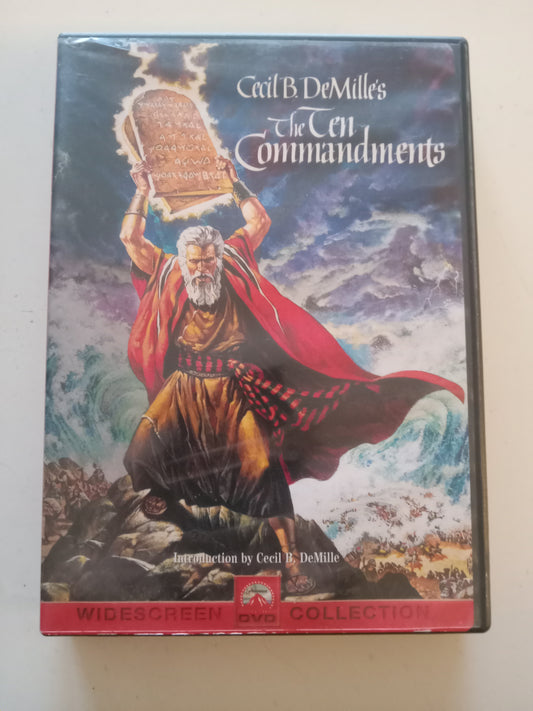 Cecil B. DeMille's
The Ten
Commandments
Introduction by Cecil B. DeMille
WIDESCREEN DVD COLLECTION